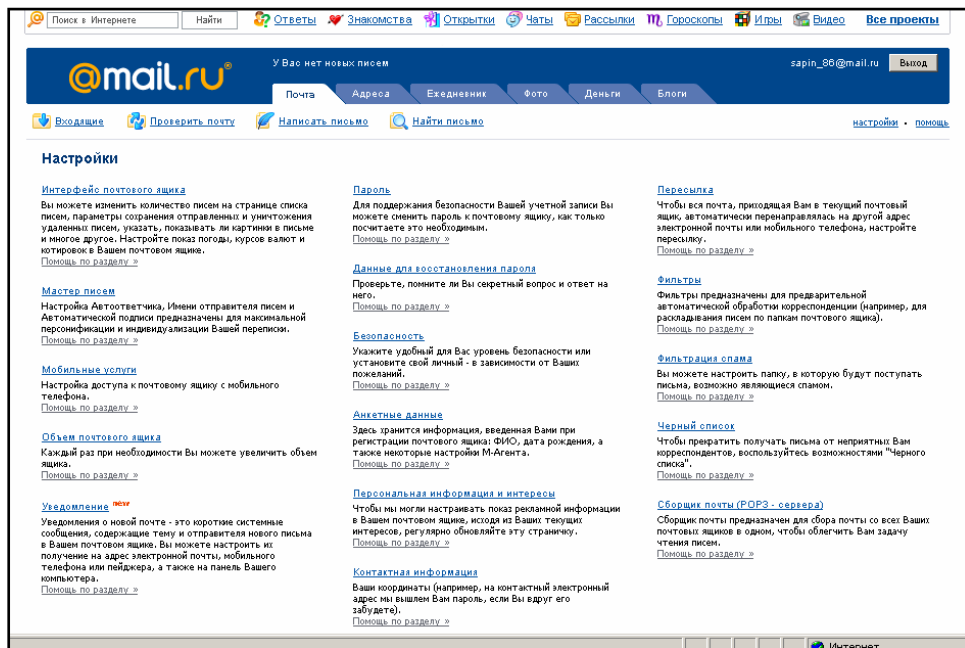 Поиск в Интернете Найти Ответы Знакомства Открытки Чаты Рассылки Гороскопы Игры Видео Все проекты
@mail.ru®
У Вас нет новых писем
sapin_86@mail.ru Выход
Почта Адреса Ежедневник Фото Деньги Блоги
Входящие Проверить почту Написать письмо Найти письмо настройки • помощь
Настройки
Интерфейс почтового ящика
Вы можете изменить количество писем на странице списка
писем, параметры сохранения отправленных и уничтожения
удаленных писем, указать, показывать ли картинки в письме
и многое другое. Настройте показ погоды, курсов валют и
котировок в Вашем почтовом ящике.
Помощь по разделу »
Мастер писем
Настройка Автоответчика, Имени отправителя писем и
Автоматической подписи предназначены для максимальной
персонификации и индивидуализации Вашей переписки.
Помощь по разделу »
Мобильные услуги
Настройка доступа к почтовому ящику с мобильного
телефона.
Помощь по разделу »
Объем почтового ящика
Каждый раз при необходимости Вы можете увеличить объем
ящика.
Помощь по разделу »
Уведомление new
Уведомления о новой почте - это короткие системные
сообщения, содержащие тему и отправителя нового письма
в Вашем почтовом ящике. Вы можете настроить их
получение на адрес электронной почты, мобильного
телефона или пейджера, а также на панель Вашего
компьютера.
Помощь по разделу »
Пароль
Для поддержания безопасности Вашей учетной записи Вы
можете сменить пароль к почтовому ящику, как только
посчитаете это необходимым.
Помощь по разделу »
Данные для восстановления пароля
Проверьте, помните ли Вы секретный вопрос и ответ на
него.
Помощь по разделу »
Безопасность
Укажите удобный для Вас уровень безопасности или
установите свой личный - в зависимости от Ваших
пожеланий.
Помощь по разделу »
Анкетные данные
Здесь хранится информация, введенная Вами при
регистрации почтового ящика: ФИО, дата рождения, а
также некоторые настройки М-Агента.
Помощь по разделу »
Персональная информация и интересы
Чтобы мы могли настраивать показ рекламной информации
в Вашем почтовом ящике, исходя из Ваших текущих
интересов, регулярно обновляйте эту страничку.
Помощь по разделу »
Контактная информация
Ваши координаты (например, на контактный электронный
адрес мы вышлем Вам пароль, если Вы вдруг его
забудете).
Помощь по разделу »
Пересылка
Чтобы вся почта, приходящая Вам в текущий почтовый
ящик, автоматически перенаправлялась на другой адрес
электронной почты или мобильного телефона, настройте
пересылку.
Помощь по разделу »
Фильтры
Фильтры предназначены для предварительной
автоматической обработки корреспонденции (например, для
раскладывания писем по папкам почтового ящика).
Помощь по разделу »
Фильтрация спама
Вы можете настроить папку, в которую будут поступать
письма, возможно являющиеся спамом.
Помощь по разделу »
Черный список
Чтобы прекратить получать письма от неприятных Вам
корреспондентов, воспользуйтесь возможностями "Черного
списка".
Помощь по разделу »
Сборщик почты (POP3 - сервера)
Сборщик почты предназначен для сбора почты со всех Ваших
почтовых ящиков в одном, чтобы облегчить Вам задачу
чтения писем.
Помощь по разделу »
Интернет